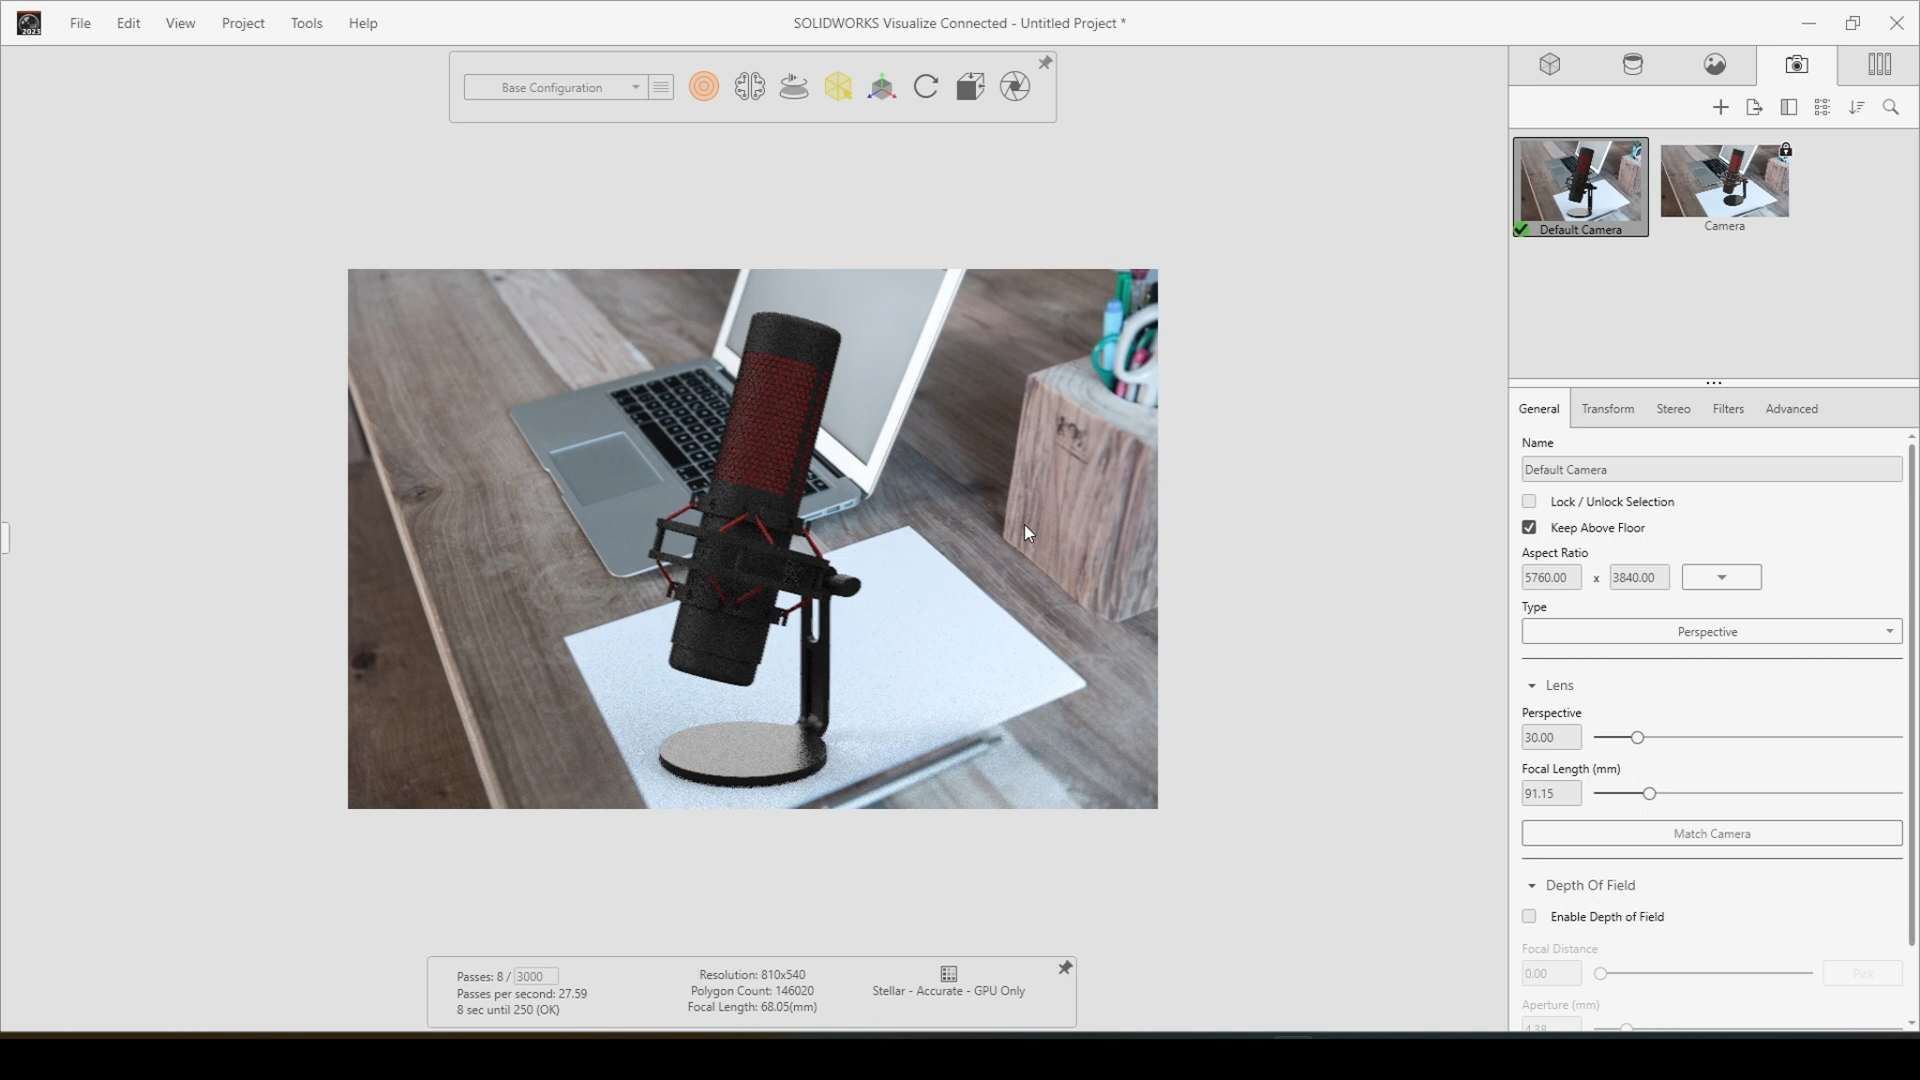 2023
File Edit View Project Tools Help
SOLIDWORKS Visualize Connected - Untitled Project *
Base Configuration
Default Camera
Camera
General Transform Stereo Filters Advanced
Name
Default Camera
Lock / Unlock Selection
Keep Above Floor
Aspect Ratio
5760.00 x 3840.00
Type
Perspective
Lens
Perspective
30.00
Focal Length (mm)
91.15
Match Camera
Depth Of Field
Enable Depth of Field
Focal Distance
0.00 Pick
Aperture (mm)
4.38
Passes: 8 / 3000
Passes per second: 27.59
8 sec until 250 (OK)
Resolution: 810x540
Polygon Count: 146020
Focal Length: 68.05(mm)
Stellar - Accurate - GPU Only